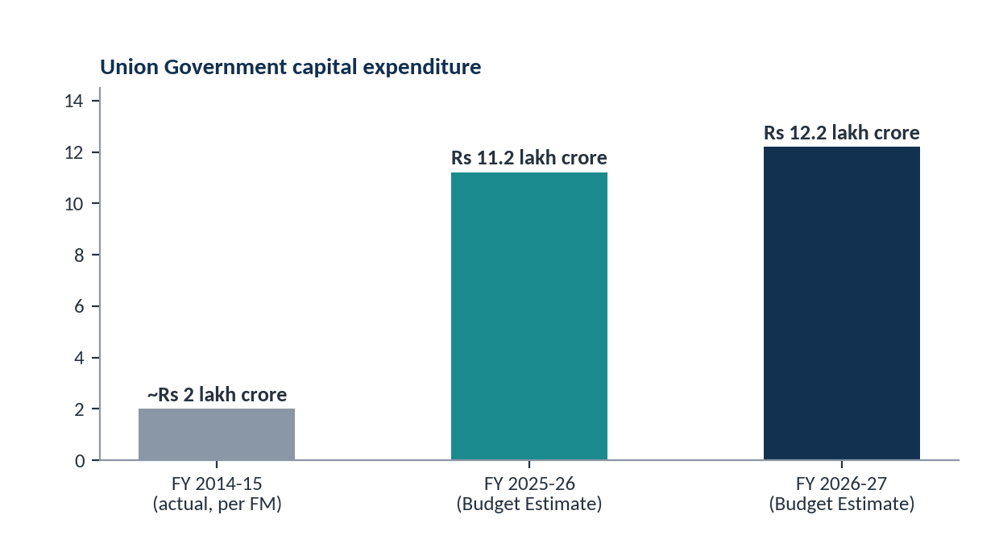 Union Government capital expenditure
14
12
10
8
6
4
2
0
Rs 12.2 lakh crore
Rs 11.2 lakh crore
~Rs 2 lakh crore
FY 2014-15
(actual, per FM)
FY 2025-26
(Budget Estimate)
FY 2026-27
(Budget Estimate)